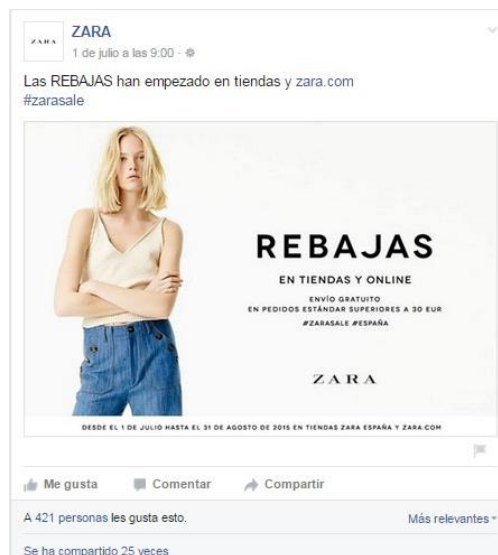 ZARA
ZARA
1 de julio a las 9:00 ·
Las REBAJAS han empezado en tiendas y zara.com
#zarasale
REBAJAS
EN TIENDAS Y ONLINE
ENVÍO GRATUITO
EN PEDIDOS ESTÁNDAR SUPERIORES A 30 EUR
#ZARASALE #ESPAÑA
ZARA
DESDE EL 1 DE JULIO HASTA EL 31 DE AGOSTO DE 2015 EN TIENDAS ZARA ESPAÑA Y ZARA.COM
Me gusta Comentar Compartir
A 421 personas les gusta esto. Más relevantes
Se ha compartido 25 veces